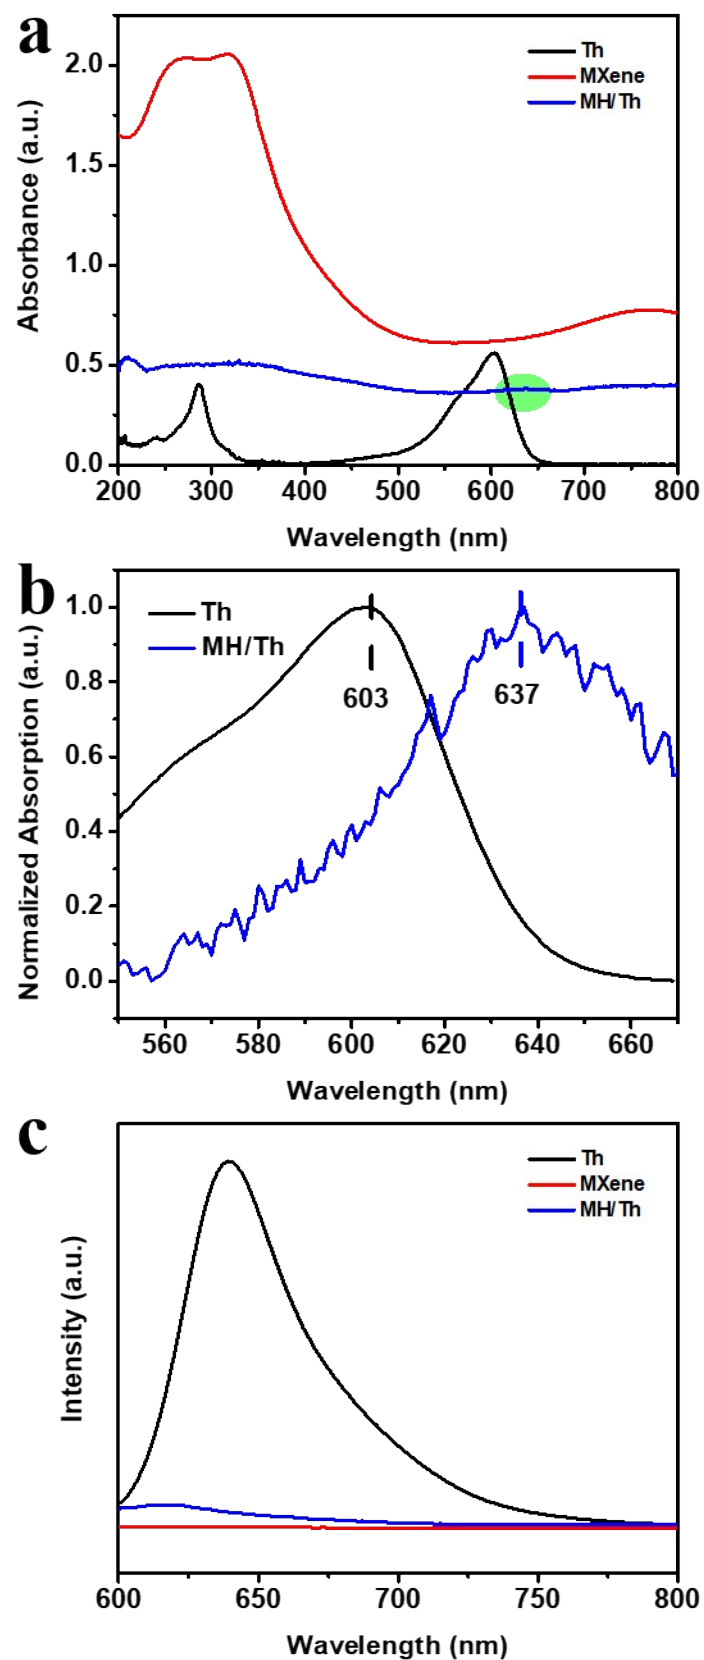 a
Th
MXene
MH/Th
Absorbance (a.u.)
2.0
1.5
1.0
0.5
0.0
200 300 400 500 600 700 800
Wavelength (nm)
b
Th
MH/Th
603
637
Normalized Absorption (a.u.)
1.0
0.8
0.6
0.4
0.2
0.0
560 580 600 620 640 660
Wavelength (nm)
c
Th
MXene
MH/Th
Intensity (a.u.)
600 650 700 750 800
Wavelength (nm)